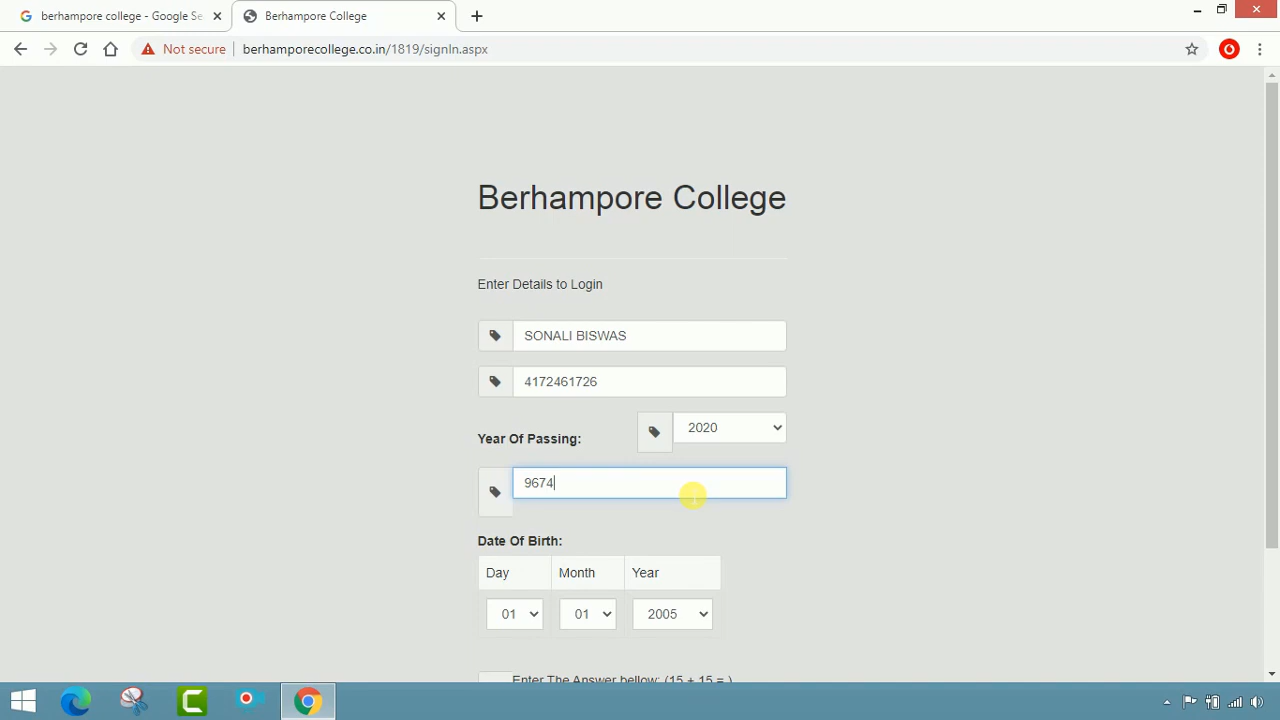 berhampore college - Google Se
Berhampore College
Not secure
berhamporecollege.co.in/1819/signIn.aspx
Berhampore College
Enter Details to Login
SONALI BISWAS
4172461726
Year Of Passing:
2020
9674
Date Of Birth:
Day Month Year
01 01 2005
Enter The Answer bellow: (15 + 15 = )